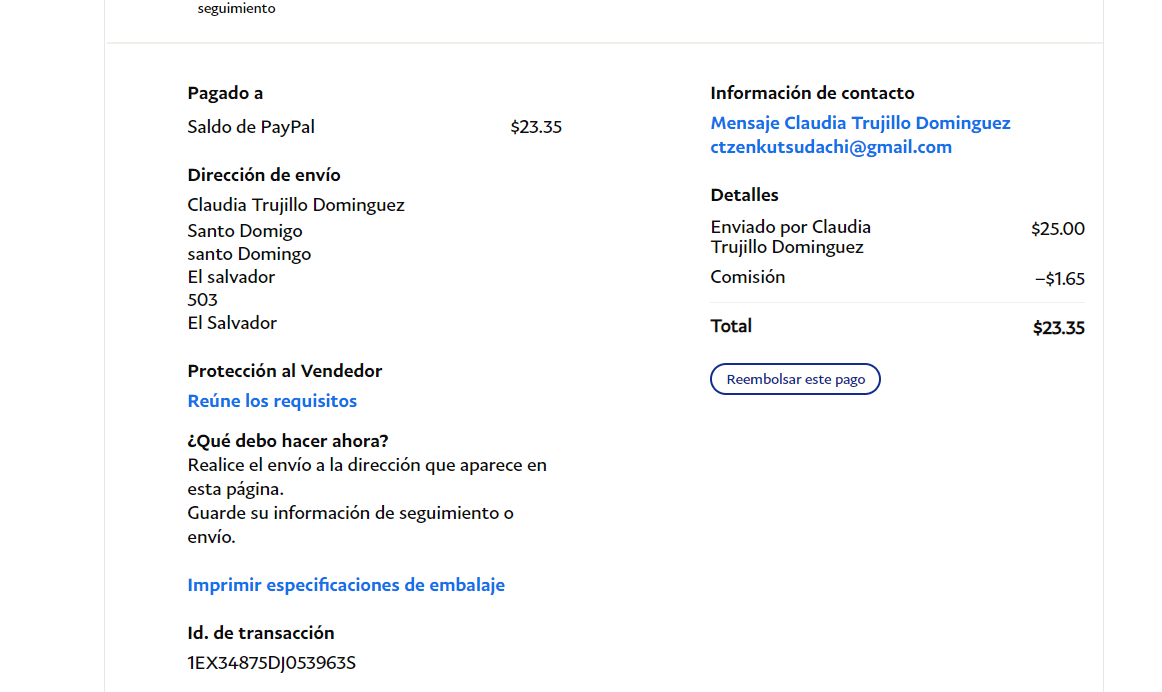 seguimiento
Pagado a
Saldo de PayPal $23.35
Dirección de envío
Claudia Trujillo Dominguez
Santo Domigo
santo Domingo
El salvador
503
El Salvador
Protección al Vendedor
Reúne los requisitos
¿Qué debo hacer ahora?
Realice el envío a la dirección que aparece en
esta página.
Guarde su información de seguimiento o
envío.
Imprimir especificaciones de embalaje
Id. de transacción
1EX34875DJ053963S
Información de contacto
Mensaje Claudia Trujillo Dominguez
ctzenkutsudachi@gmail.com
Detalles
Enviado por Claudia $25.00
Trujillo Dominguez
Comisión –$1.65
Total $23.35
Reembolsar este pago